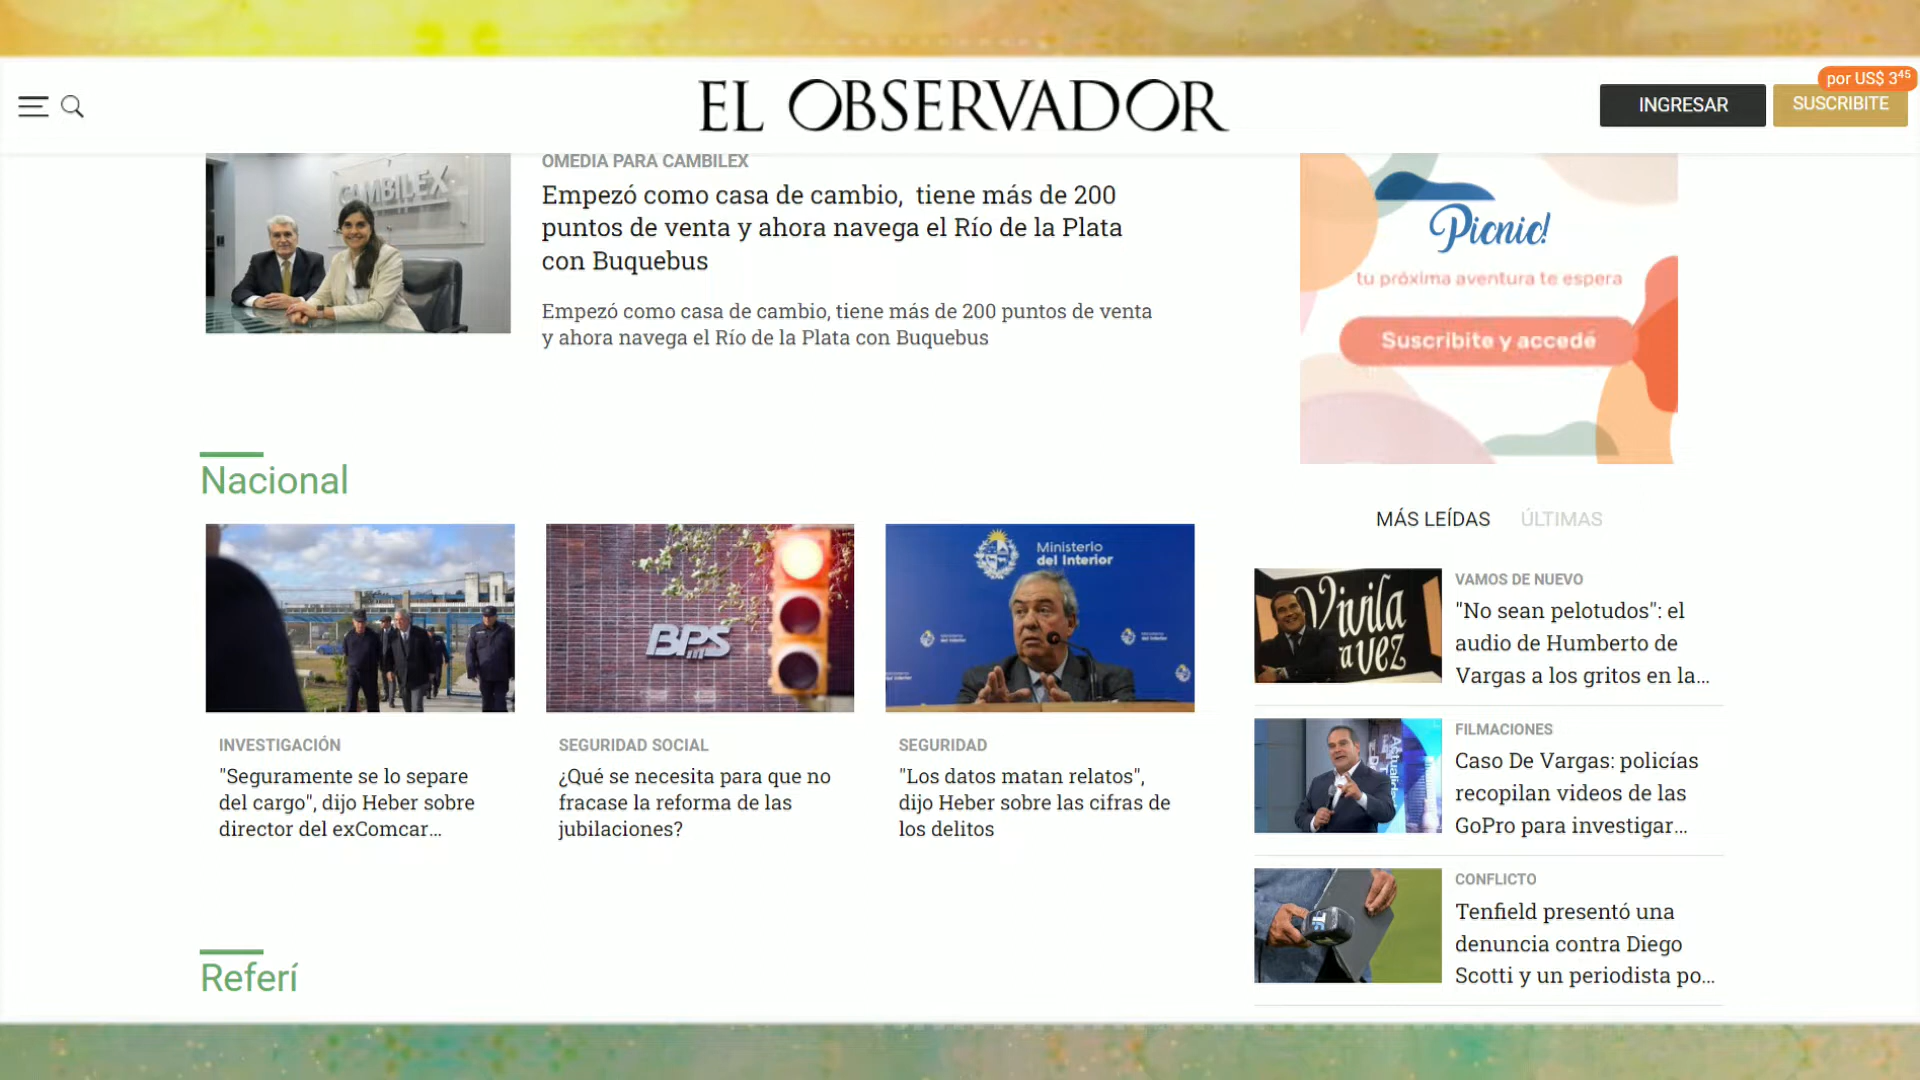 EL OBSERVADOR
INGRESAR
por US$ 3⁴⁵
SUSCRIBITE
CAMBILEX
OMEDIA PARA CAMBILEX
Empezó como casa de cambio, tiene más de 200
puntos de venta y ahora navega el Río de la Plata
con Buquebus
Empezó como casa de cambio, tiene más de 200 puntos de venta
y ahora navega el Río de la Plata con Buquebus
Picnic!
tu próxima aventura te espera
Suscribite y accedé
Nacional
BPS
Ministerio
del Interior
INVESTIGACIÓN
"Seguramente se lo separe
del cargo", dijo Heber sobre
director del exComcar...
SEGURIDAD SOCIAL
¿Qué se necesita para que no
fracase la reforma de las
jubilaciones?
SEGURIDAD
"Los datos matan relatos",
dijo Heber sobre las cifras de
los delitos
MÁS LEÍDAS ÚLTIMAS
Vivila
a vez
VAMOS DE NUEVO
"No sean pelotudos": el
audio de Humberto de
Vargas a los gritos en la...
FILMACIONES
Caso De Vargas: policías
recopilan videos de las
GoPro para investigar...
CONFLICTO
Tenfield presentó una
denuncia contra Diego
Scotti y un periodista po...
Referí